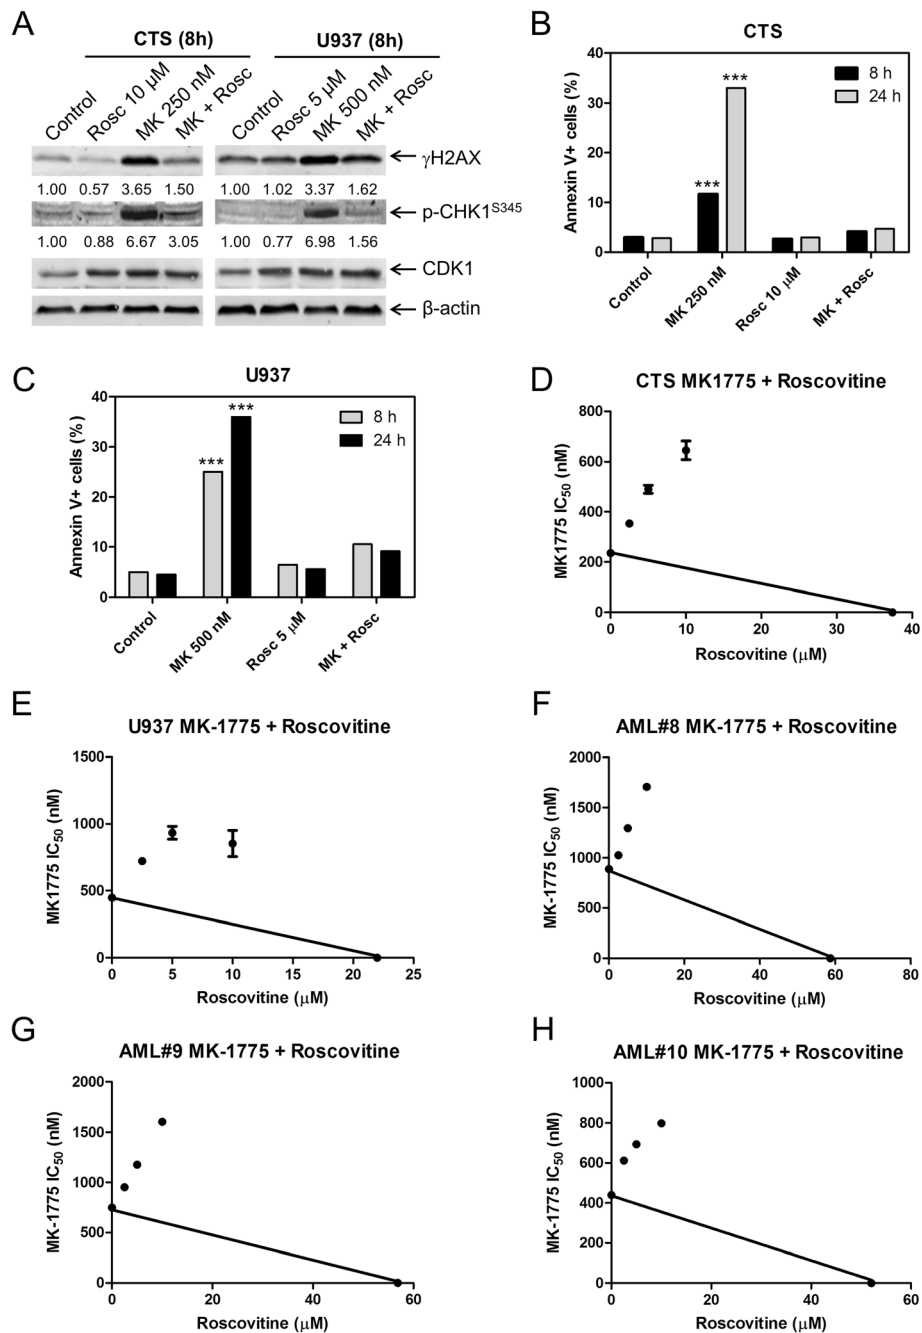 A
CTS (8h)
U937 (8h)
Control
Rosc 10 μM
MK 250 nM
MK + Rosc
Control
Rosc 5 μM
MK 500 nM
MK + Rosc
γH2AX
1.00 0.57 3.65 1.50 1.00 1.02 3.37 1.62
p-CHK1S345
1.00 0.88 6.67 3.05 1.00 0.77 6.98 1.56
CDK1
β-actin
B
CTS
Annexin V+ cells (%)
40
30
20
10
0
***
***
8 h
24 h
Control
MK 250 nM
Rosc 10 μM
MK + Rosc
C
U937
Annexin V+ cells (%)
40
30
20
10
0
***
***
8 h
24 h
Control
MK 500 nM
Rosc 5 μM
MK + Rosc
D
CTS MK1775 + Roscovitine
MK1775 IC50 (nM)
800
600
400
200
0
0 10 20 30 40
Roscovitine (μM)
E
U937 MK-1775 + Roscovitine
MK1775 IC50 (nM)
1500
1000
500
0
0 5 10 15 20 25
Roscovitine (μM)
F
AML#8 MK-1775 + Roscovitine
MK-1775 IC50 (nM)
2000
1500
1000
500
0
0 20 40 60 80
Roscovitine (μM)
G
AML#9 MK-1775 + Roscovitine
MK-1775 IC50 (nM)
2000
1500
1000
500
0
0 20 40 60
Roscovitine (μM)
H
AML#10 MK-1775 + Roscovitine
MK-1775 IC50 (nM)
1000
800
600
400
200
0
0 20 40 60
Roscovitine (μM)